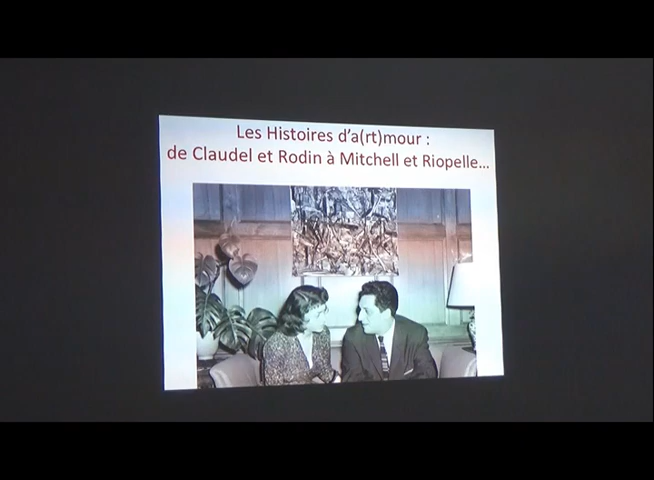 Les Histoires d'a(rt)mour :
de Claudel et Rodin à Mitchell et Riopelle...